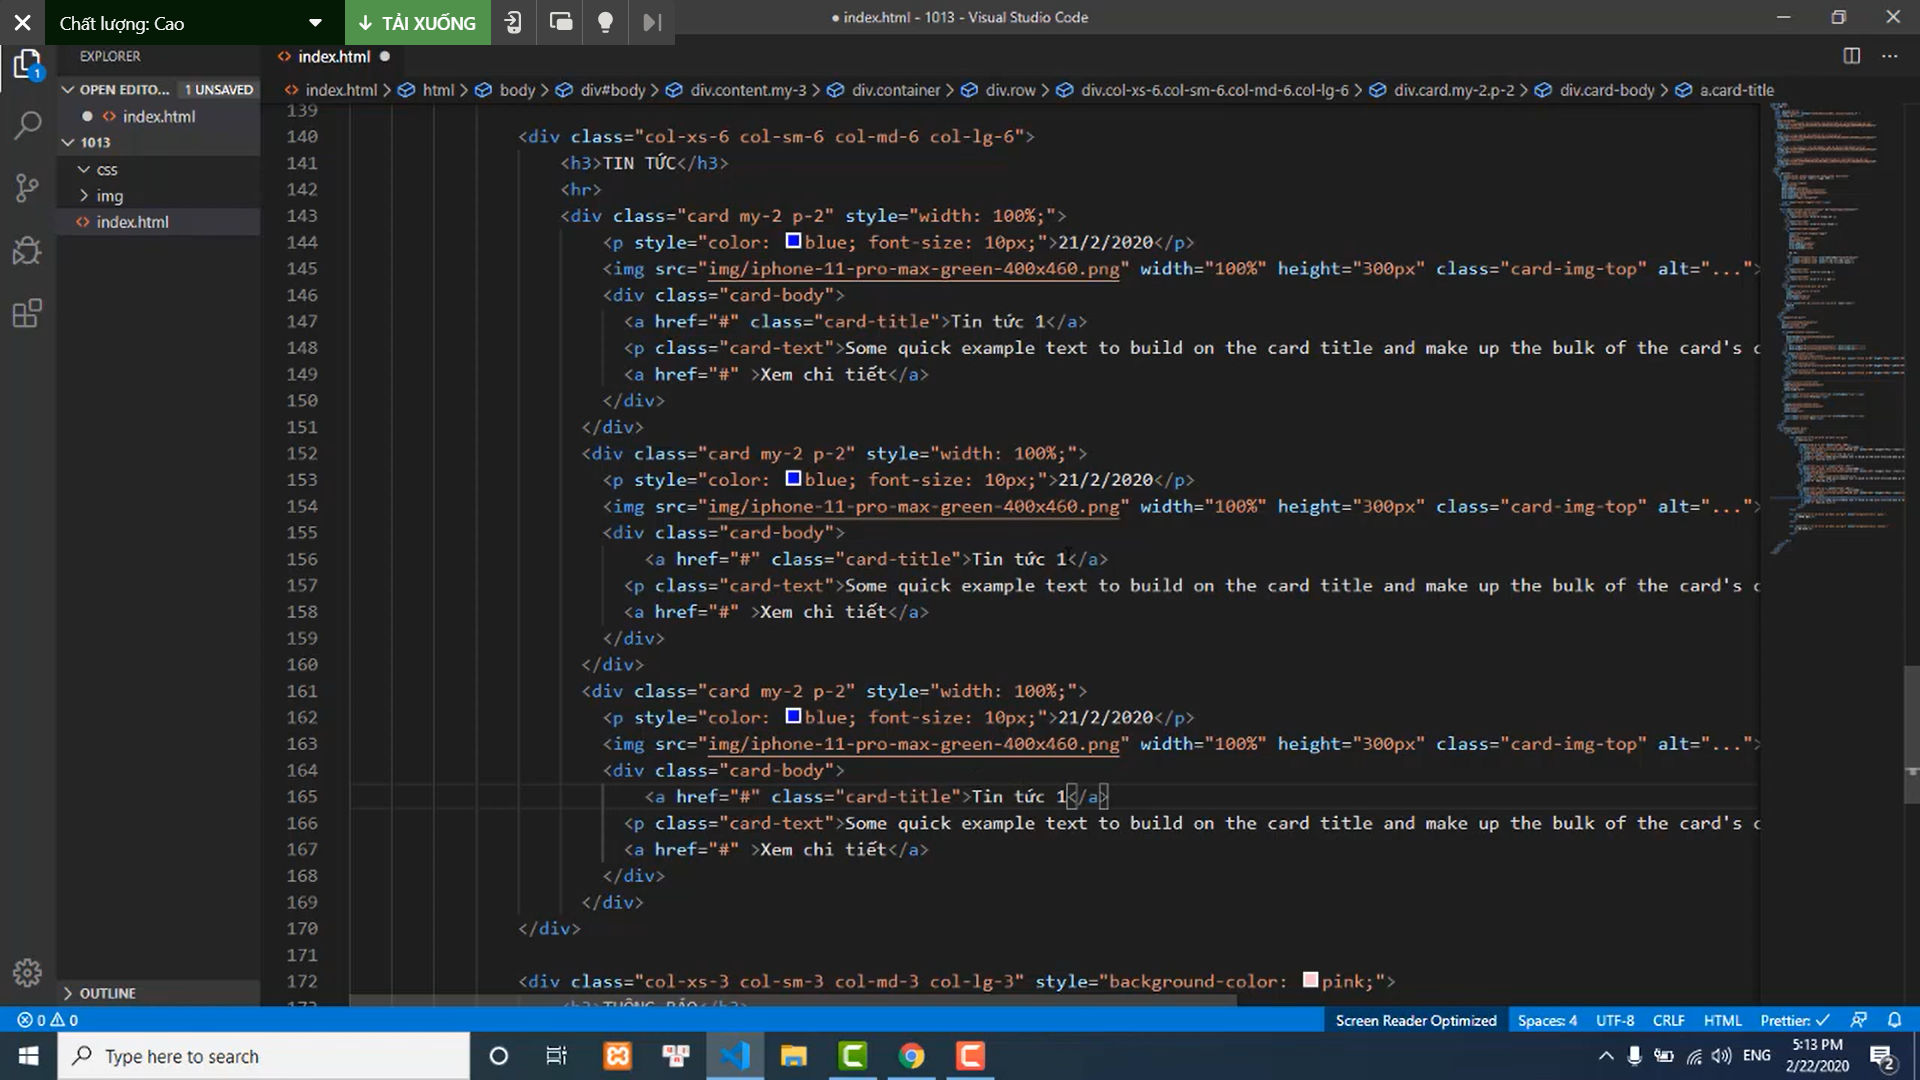 Chất lượng: Cao
TẢI XUỐNG
● index.html - 1013 - Visual Studio Code
EXPLORER
index.html
OPEN EDITO... 1 UNSAVED
index.html
1013
css
img
index.html
OUTLINE
index.html > html > body > div#body > div.content.my-3 > div.container > div.row > div.col-xs-6.col-sm-6.col-md-6.col-lg-6 > div.card.my-2.p-2 > div.card-body > a.card-title
139
140 <div class="col-xs-6 col-sm-6 col-md-6 col-lg-6">
141 <h3>TIN TỨC</h3>
142 <hr>
143 <div class="card my-2 p-2" style="width: 100%;">
144 <p style="color: blue; font-size: 10px;">21/2/2020</p>
145 <img src="img/iphone-11-pro-max-green-400x460.png" width="100%" height="300px" class="card-img-top" alt="...">
146 <div class="card-body">
147 <a href="#" class="card-title">Tin tức 1</a>
148 <p class="card-text">Some quick example text to build on the card title and make up the bulk of the card's c
149 <a href="#" >Xem chi tiết</a>
150 </div>
151 </div>
152 <div class="card my-2 p-2" style="width: 100%;">
153 <p style="color: blue; font-size: 10px;">21/2/2020</p>
154 <img src="img/iphone-11-pro-max-green-400x460.png" width="100%" height="300px" class="card-img-top" alt="...">
155 <div class="card-body">
156 <a href="#" class="card-title">Tin tức 1</a>
157 <p class="card-text">Some quick example text to build on the card title and make up the bulk of the card's c
158 <a href="#" >Xem chi tiết</a>
159 </div>
160 </div>
161 <div class="card my-2 p-2" style="width: 100%;">
162 <p style="color: blue; font-size: 10px;">21/2/2020</p>
163 <img src="img/iphone-11-pro-max-green-400x460.png" width="100%" height="300px" class="card-img-top" alt="...">
164 <div class="card-body">
165 <a href="#" class="card-title">Tin tức 1</a>
166 <p class="card-text">Some quick example text to build on the card title and make up the bulk of the card's c
167 <a href="#" >Xem chi tiết</a>
168 </div>
169 </div>
170 </div>
171
172 <div class="col-xs-3 col-sm-3 col-md-3 col-lg-3" style="background-color: pink;">
173 <h3>THÔNG BÁO</h3>
0 0
Screen Reader Optimized Spaces: 4 UTF-8 CRLF HTML Prettier: ✓
Type here to search
ENG
5:13 PM
2/22/2020
2